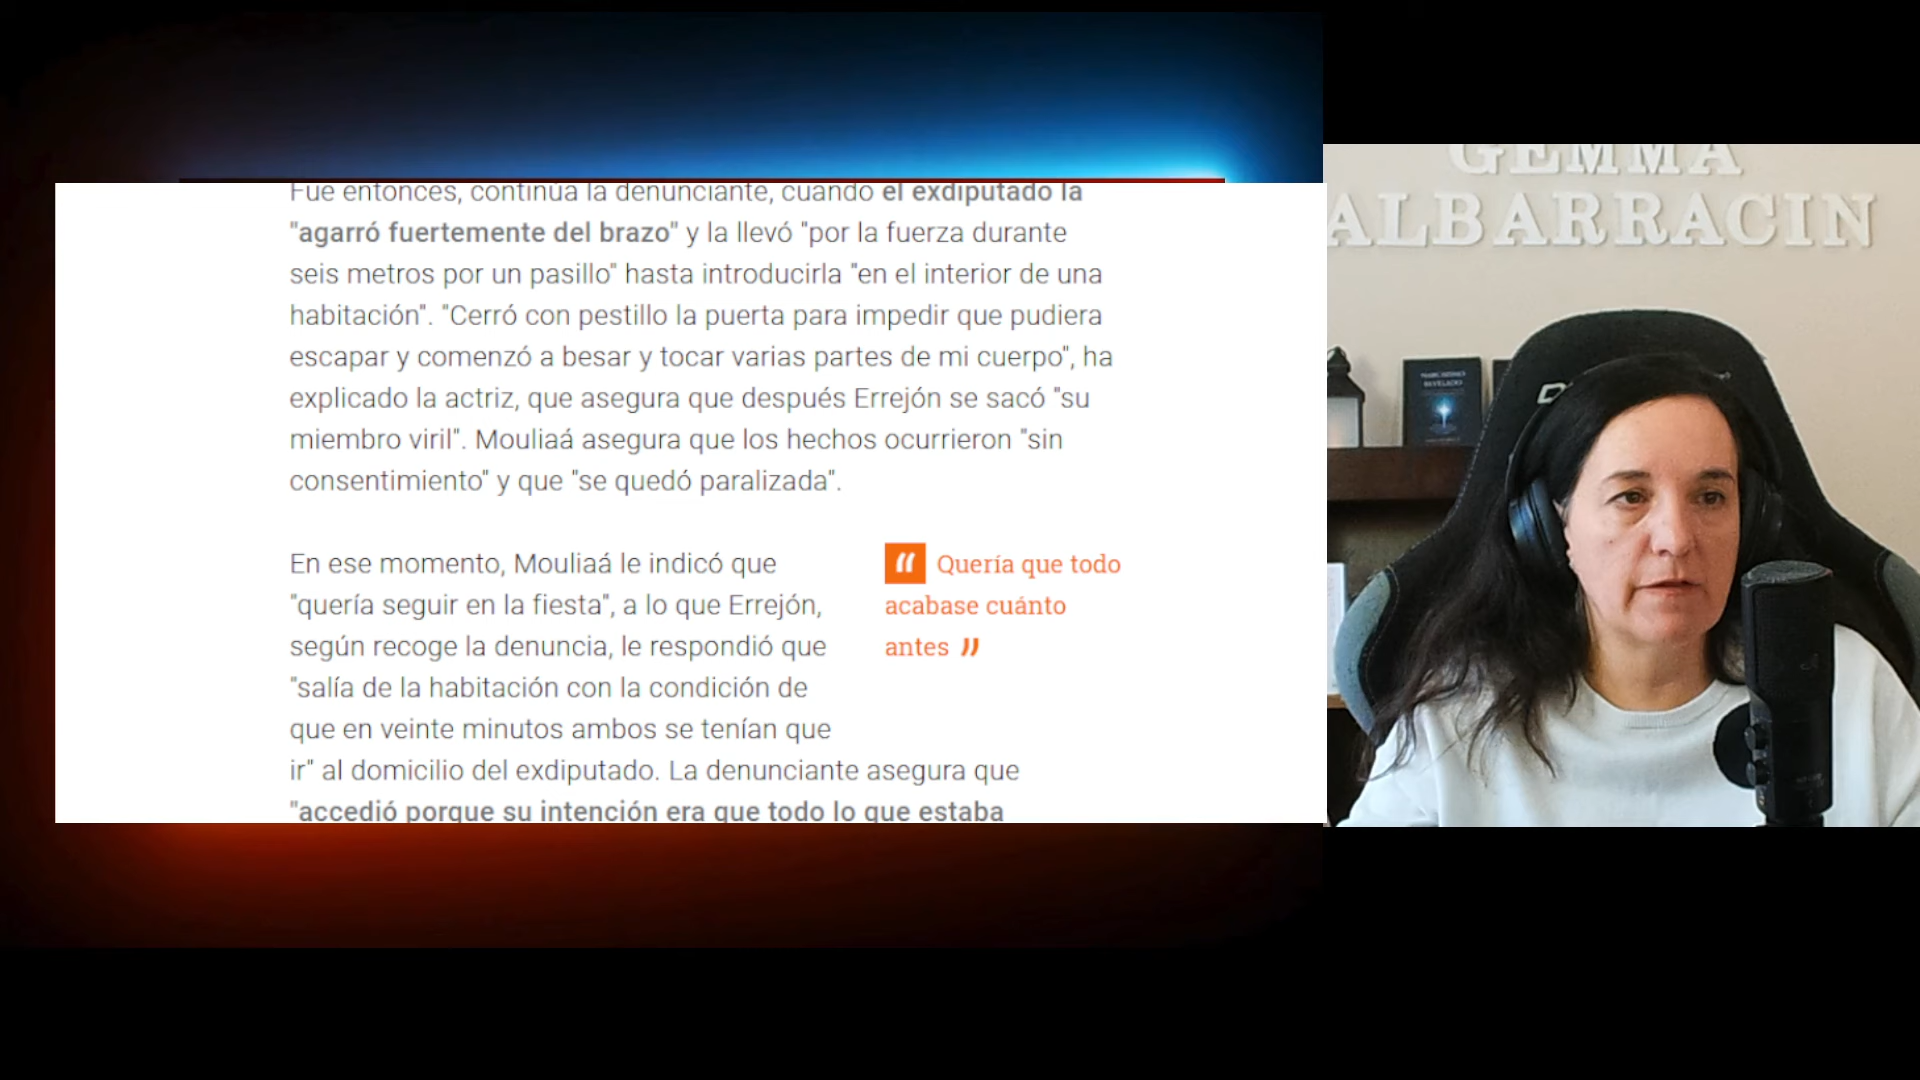 Fue entonces, continúa la denunciante, cuando el exdiputado la
"agarró fuertemente del brazo" y la llevó "por la fuerza durante
seis metros por un pasillo" hasta introducirla "en el interior de una
habitación". "Cerró con pestillo la puerta para impedir que pudiera
escapar y comenzó a besar y tocar varias partes de mi cuerpo", ha
explicado la actriz, que asegura que después Errejón se sacó "su
miembro viril". Mouliaá asegura que los hechos ocurrieron "sin
consentimiento" y que "se quedó paralizada".
En ese momento, Mouliaá le indicó que
"quería seguir en la fiesta", a lo que Errejón,
según recoge la denuncia, le respondió que
"salía de la habitación con la condición de
que en veinte minutos ambos se tenían que
ir" al domicilio del exdiputado. La denunciante asegura que
"accedió porque su intención era que todo lo que estaba
" Quería que todo
acabase cuánto
antes "
GEMMA
ALBARRACIN